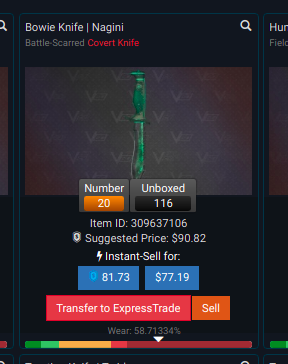 Bowie Knife | Nagini
Battle-Scarred Covert Knife
Number
20
Unboxed
116
Item ID: 309637106
Suggested Price: $90.82
Instant-Sell for:
81.73
$77.19
Transfer to ExpressTrade
Sell
Wear: 58.71334%
Hun
Field